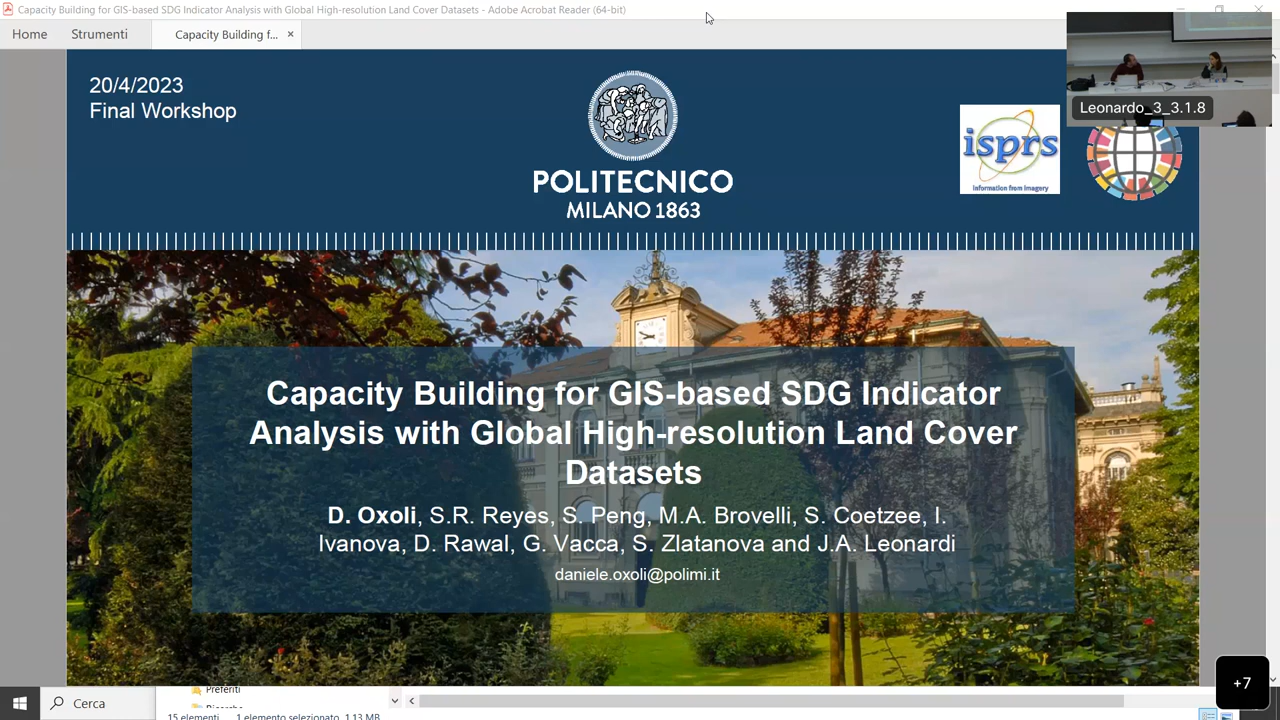 Capacity Building for GIS-based SDG Indicator Analysis with Global High-resolution Land Cover Datasets - Adobe Acrobat Reader (64-bit)
Home
Strumenti
Capacity Building f...
20/4/2023
Final Workshop
POLITECNICO
MILANO 1863
isprs
Information from imagery
Leonardo_3_3.1.8
Capacity Building for GIS-based SDG Indicator
Analysis with Global High-resolution Land Cover
Datasets
D. Oxoli, S.R. Reyes, S. Peng, M.A. Brovelli, S. Coetzee, I.
Ivanova, D. Rawal, G. Vacca, S. Zlatanova and J.A. Leonardi
daniele.oxoli@polimi.it
Preferiti
+7
Cerca
15 elementi
1 elemento selezionato 1,13 MB